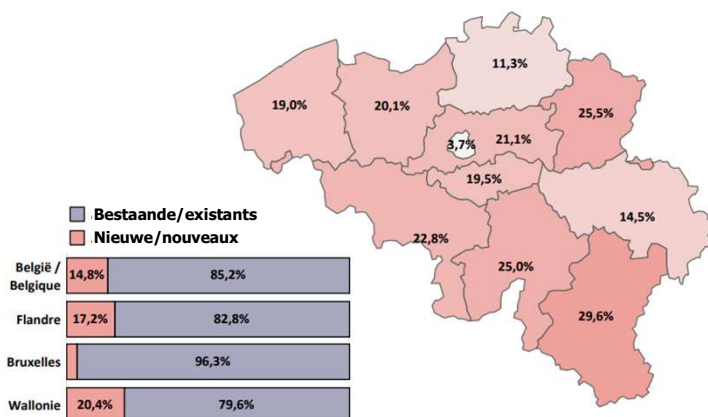 11,3%
19,0%
20,1%
25,5%
3,7%
21,1%
19,5%
14,5%
22,8%
25,0%
29,6%
Bestaande/existants
Nieuwe/nouveaux
België /
Belgique
14,8% 85,2%
Flandre 17,2% 82,8%
Bruxelles 96,3%
Wallonie 20,4% 79,6%